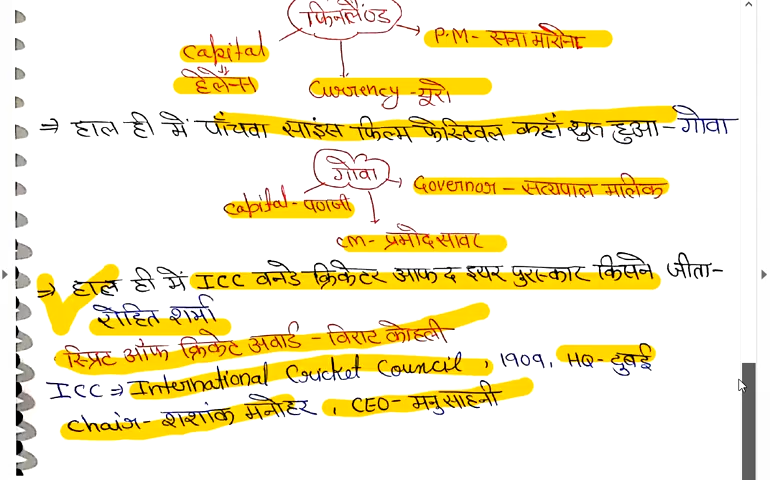 फिनलैण्ड
Capital → P.M- सना मारीन
हेलेन्स
Currency - यूरो
⇒ हाल ही में पाँचवा साइंस फिल्म फेस्टिवल कहाँ शुरु हुआ - गोवा
गोवा
Governor - सत्यपाल मलिक
Capital - पणजी
CM- प्रमोद सावंत
⇒ हाल ही में ICC वनडे क्रिकेटर आफ द इयर पुरस्कार किसने जीता-
रोहित शर्मा
स्प्रिट ऑफ क्रिकेट अवार्ड - विराट कोहली
ICC ⇒ International Cricket Council, 1909, HQ- दुबई
Chair- शशांक मनोहर, CEO- मनु साहनी